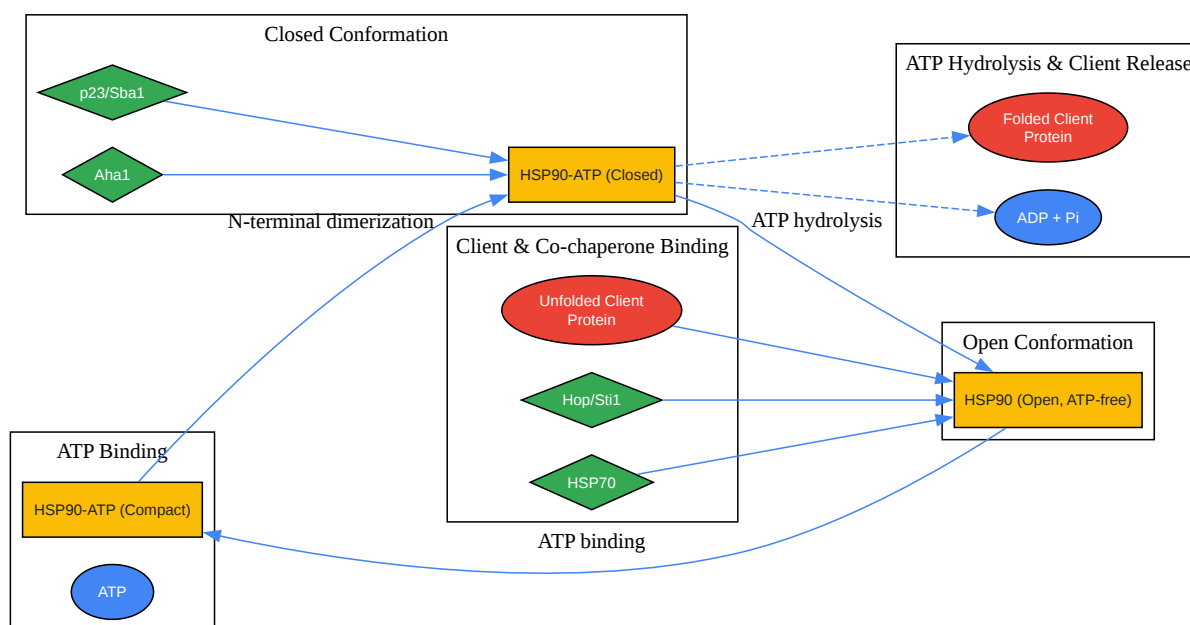 Closed Conformation
p23/Sba1
Aha1
HSP90-ATP (Closed)
N-terminal dimerization
ATP hydrolysis
ATP Hydrolysis & Client Release
Folded Client
Protein
ADP + Pi
Client & Co-chaperone Binding
Unfolded Client
Protein
Hop/Sti1
HSP70
Open Conformation
HSP90 (Open, ATP-free)
ATP Binding
HSP90-ATP (Compact)
ATP
ATP binding